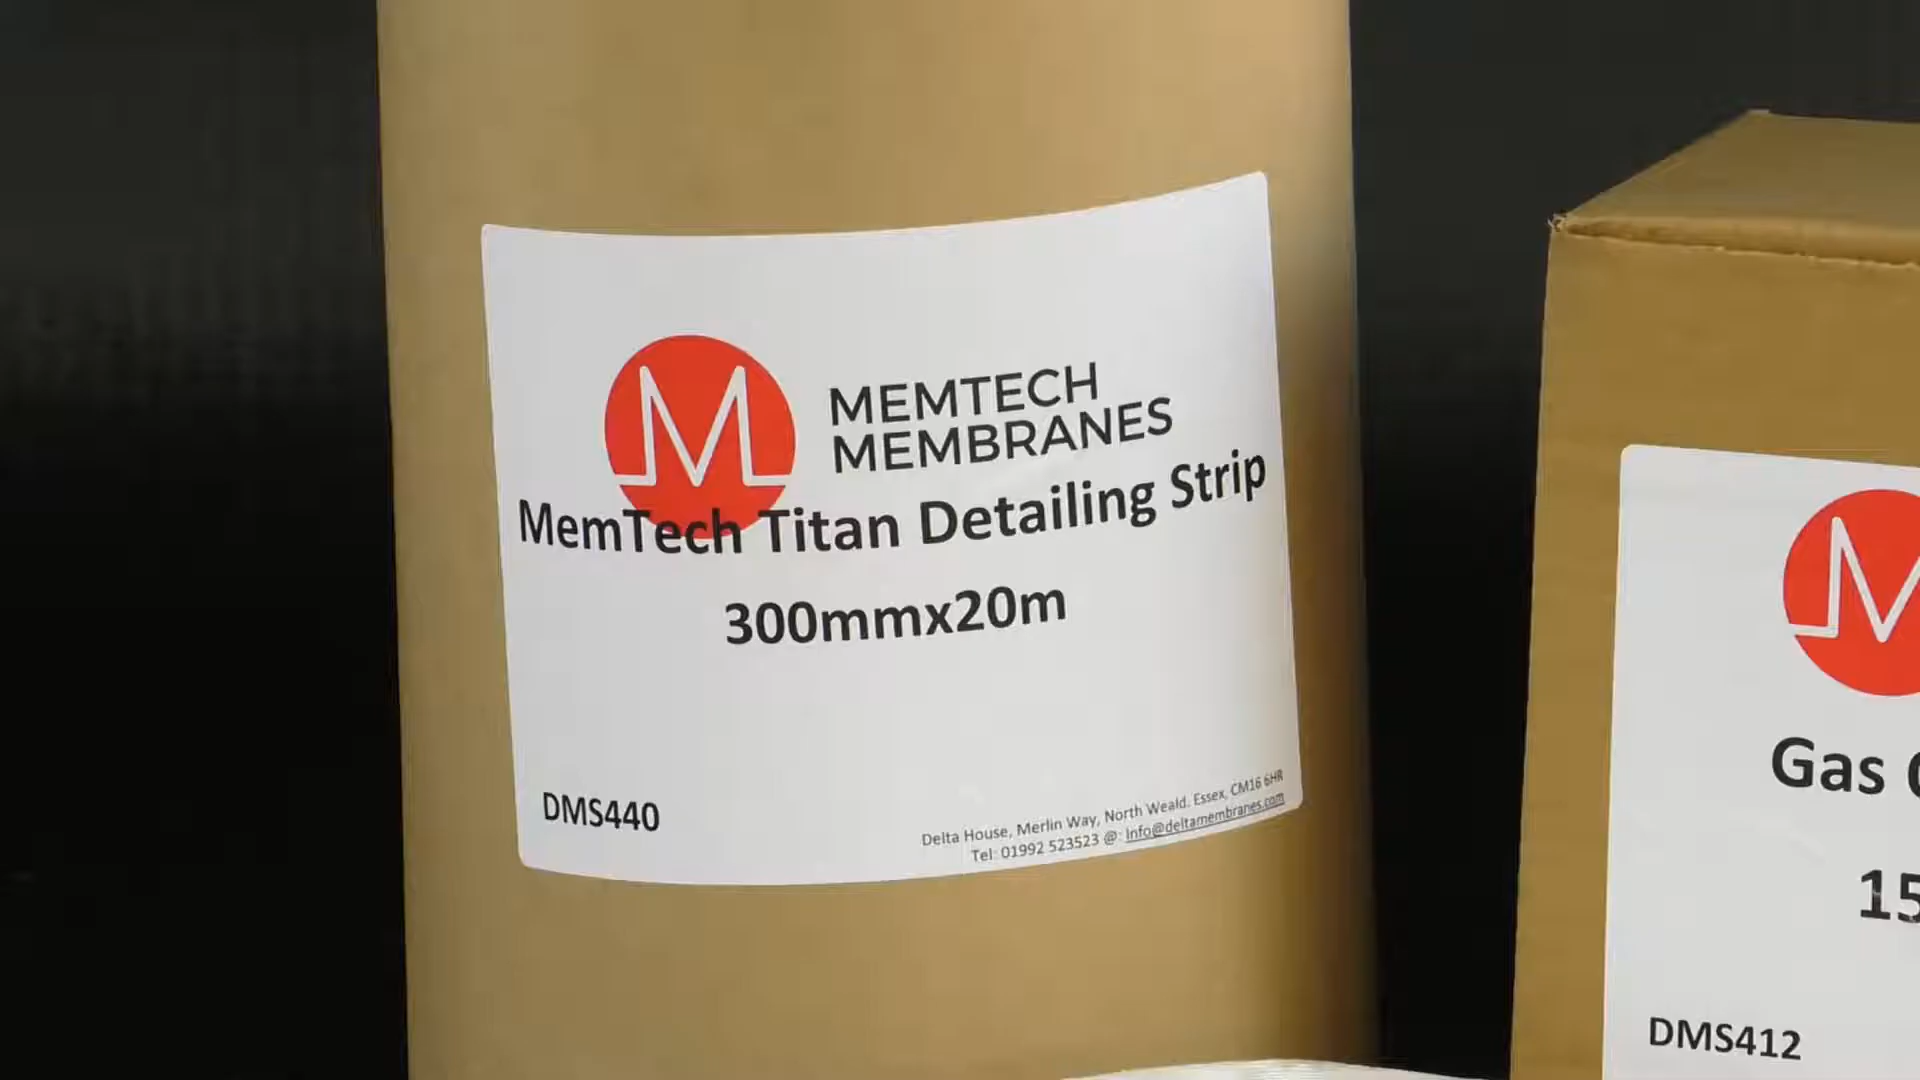 MEMTECH
MEMBRANES
MemTech Titan Detailing Strip
300mmx20m
DMS440
Delta House, Merlin Way, North Weald. Essex, CM16 6HR
Tel: 01992 523523 @: info@deltamembranes.com
Gas
15
DMS412